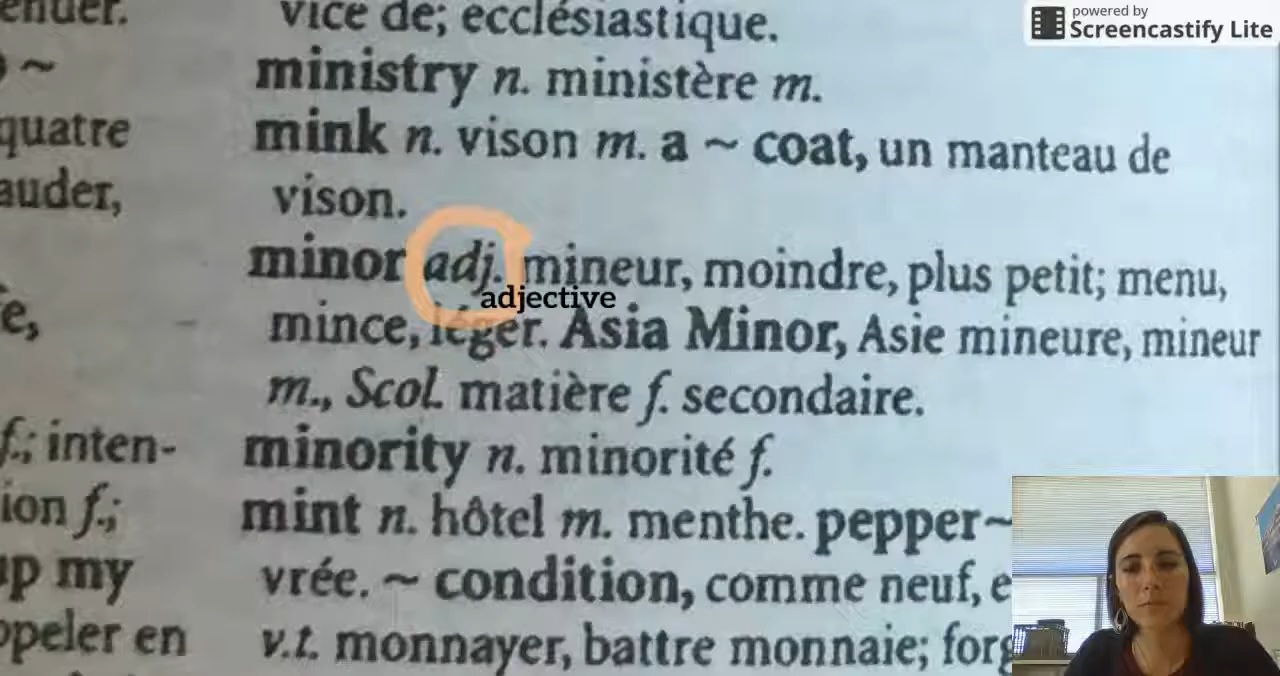 powered by
Screencastify Lite
vice de; ecclésiastique.
ministry n. ministère m.
mink n. vison m. a ~ coat, un manteau de
vison.
minor adj. mineur, moindre, plus petit; menu,
adjective
mince, léger. Asia Minor, Asie mineure, mineur
m., Scol. matière f. secondaire.
minority n. minorité f.
mint n. hôtel m. menthe. pepper~
vrée. ~ condition, comme neuf, e
v.t. monnayer, battre monnaie; forg
~
quatre
auder,
e,
f.; inten-
ion f.;
up my
ppeler en